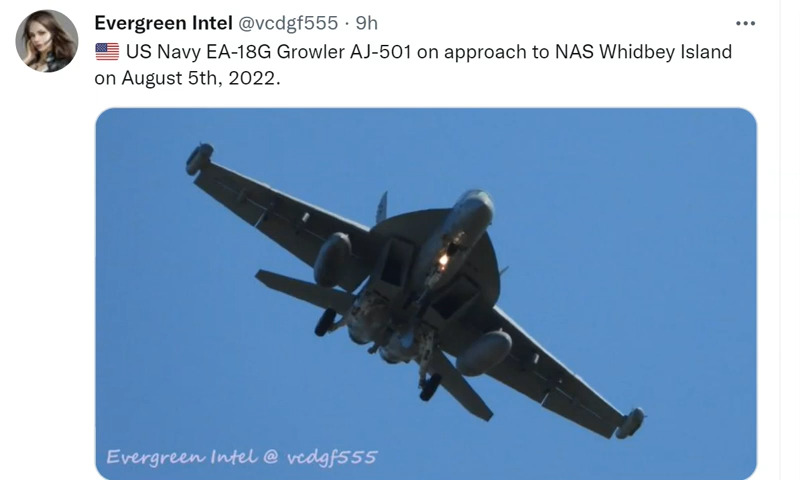 Evergreen Intel @vcdgf555 · 9h
🇺🇸 US Navy EA-18G Growler AJ-501 on approach to NAS Whidbey Island
on August 5th, 2022.
Evergreen Intel @ vcdgf555